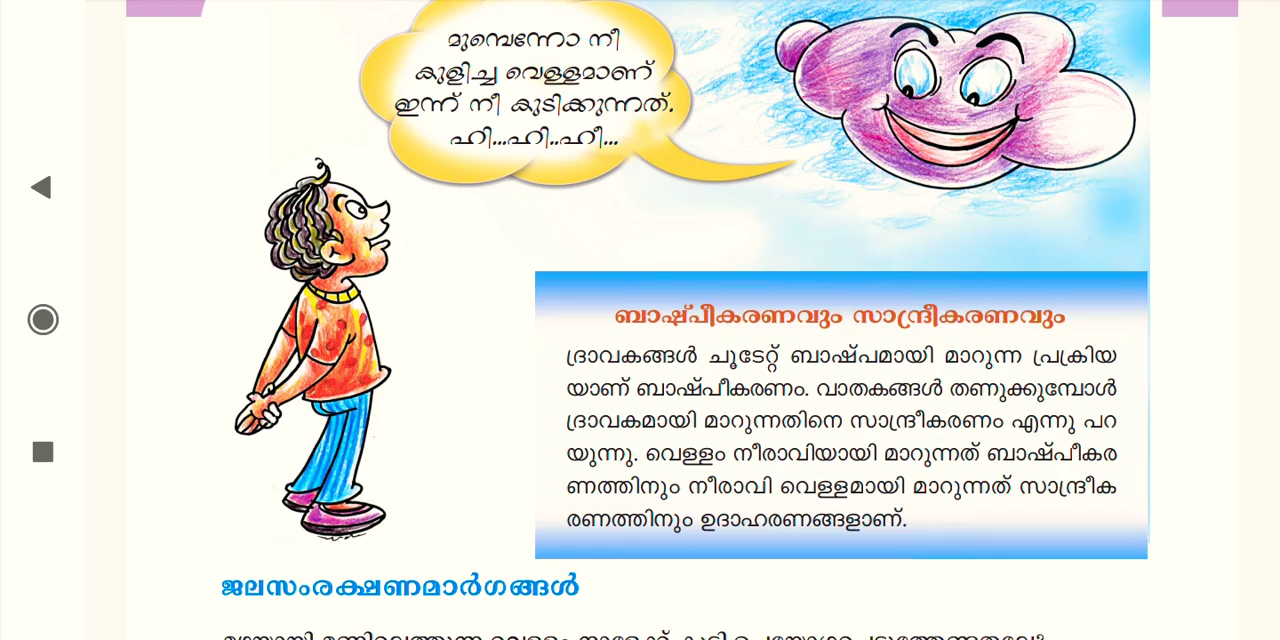 മുമ്പെന്നോ നീ
കുളിച്ച വെള്ളമാണ്
ഇന്ന് നീ കുടിക്കുന്നത്.
ഹി...ഹി..ഹീ...
ബാഷ്പീകരണവും സാന്ദ്രീകരണവും
ദ്രാവകങ്ങൾ ചൂടേറ്റ് ബാഷ്പമായി മാറുന്ന പ്രക്രിയ
യാണ് ബാഷ്പീകരണം. വാതകങ്ങൾ തണുക്കുമ്പോൾ
ദ്രാവകമായി മാറുന്നതിനെ സാന്ദ്രീകരണം എന്നു പറ
യുന്നു. വെള്ളം നീരാവിയായി മാറുന്നത് ബാഷ്പീകര
ണത്തിനും നീരാവി വെള്ളമായി മാറുന്നത് സാന്ദ്രീക
രണത്തിനും ഉദാഹരണങ്ങളാണ്.
ജലസംരക്ഷണമാർഗങ്ങൾ